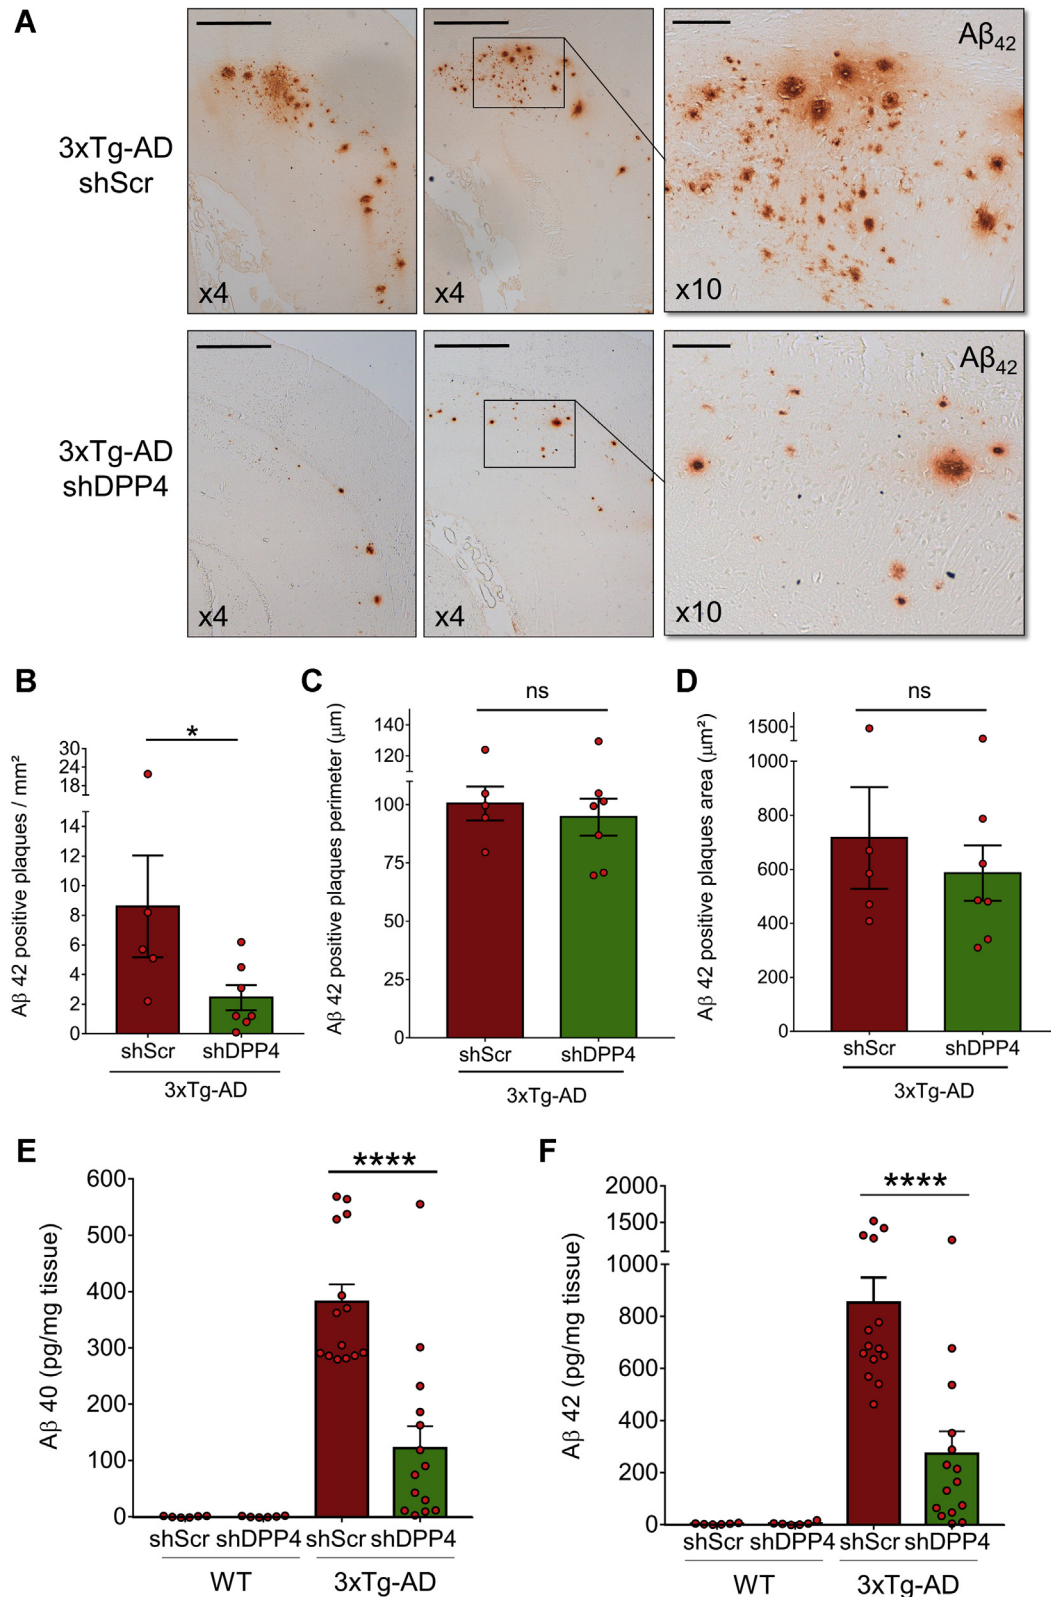 A
3xTg-AD
shScr
x4
x4
Aβ42
x10
3xTg-AD
shDPP4
x4
x4
Aβ42
x10
B
Aβ 42 positive plaques / mm²
30
24
18
14
12
10
8
6
4
2
0
*
shScr
shDPP4
3xTg-AD
C
Aβ 42 positive plaques perimeter (μm)
140
120
100
75
50
25
0
ns
shScr
shDPP4
3xTg-AD
D
Aβ 42 positive plaques area (μm²)
1500
1000
800
600
400
200
0
ns
shScr
shDPP4
3xTg-AD
E
Aβ 40 (pg/mg tissue)
600
500
400
300
200
100
0
****
shScr shDPP4 shScr shDPP4
WT 3xTg-AD
F
Aβ 42 (pg/mg tissue)
2000
1500
1000
800
600
400
200
0
****
shScr shDPP4 shScr shDPP4
WT 3xTg-AD